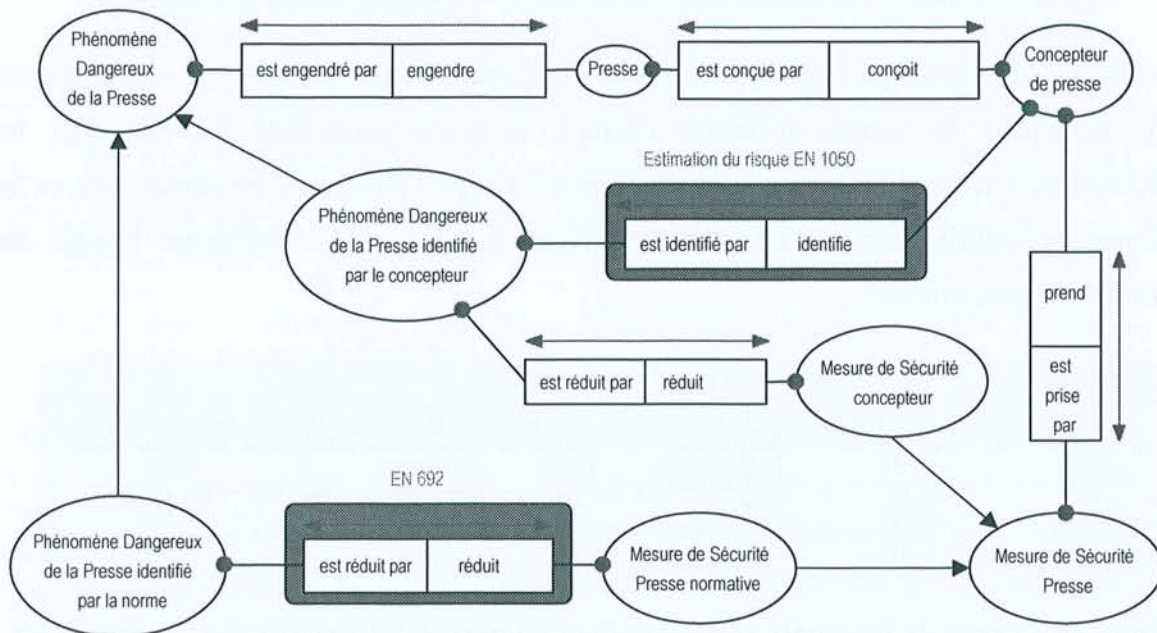 Phénomène
Dangereux
de la Presse
est engendré par
engendre
Presse
est conçue par
conçoit
Concepteur
de presse
Estimation du risque EN 1050
Phénomène Dangereux
de la Presse identifié
par le concepteur
est identifié par
identifie
prend
est
prise
par
est réduit par
réduit
Mesure de Sécurité
concepteur
EN 692
Phénomène Dangereux
de la Presse identifié
par la norme
est réduit par
réduit
Mesure de Sécurité
Presse normative
Mesure de Sécurité
Presse